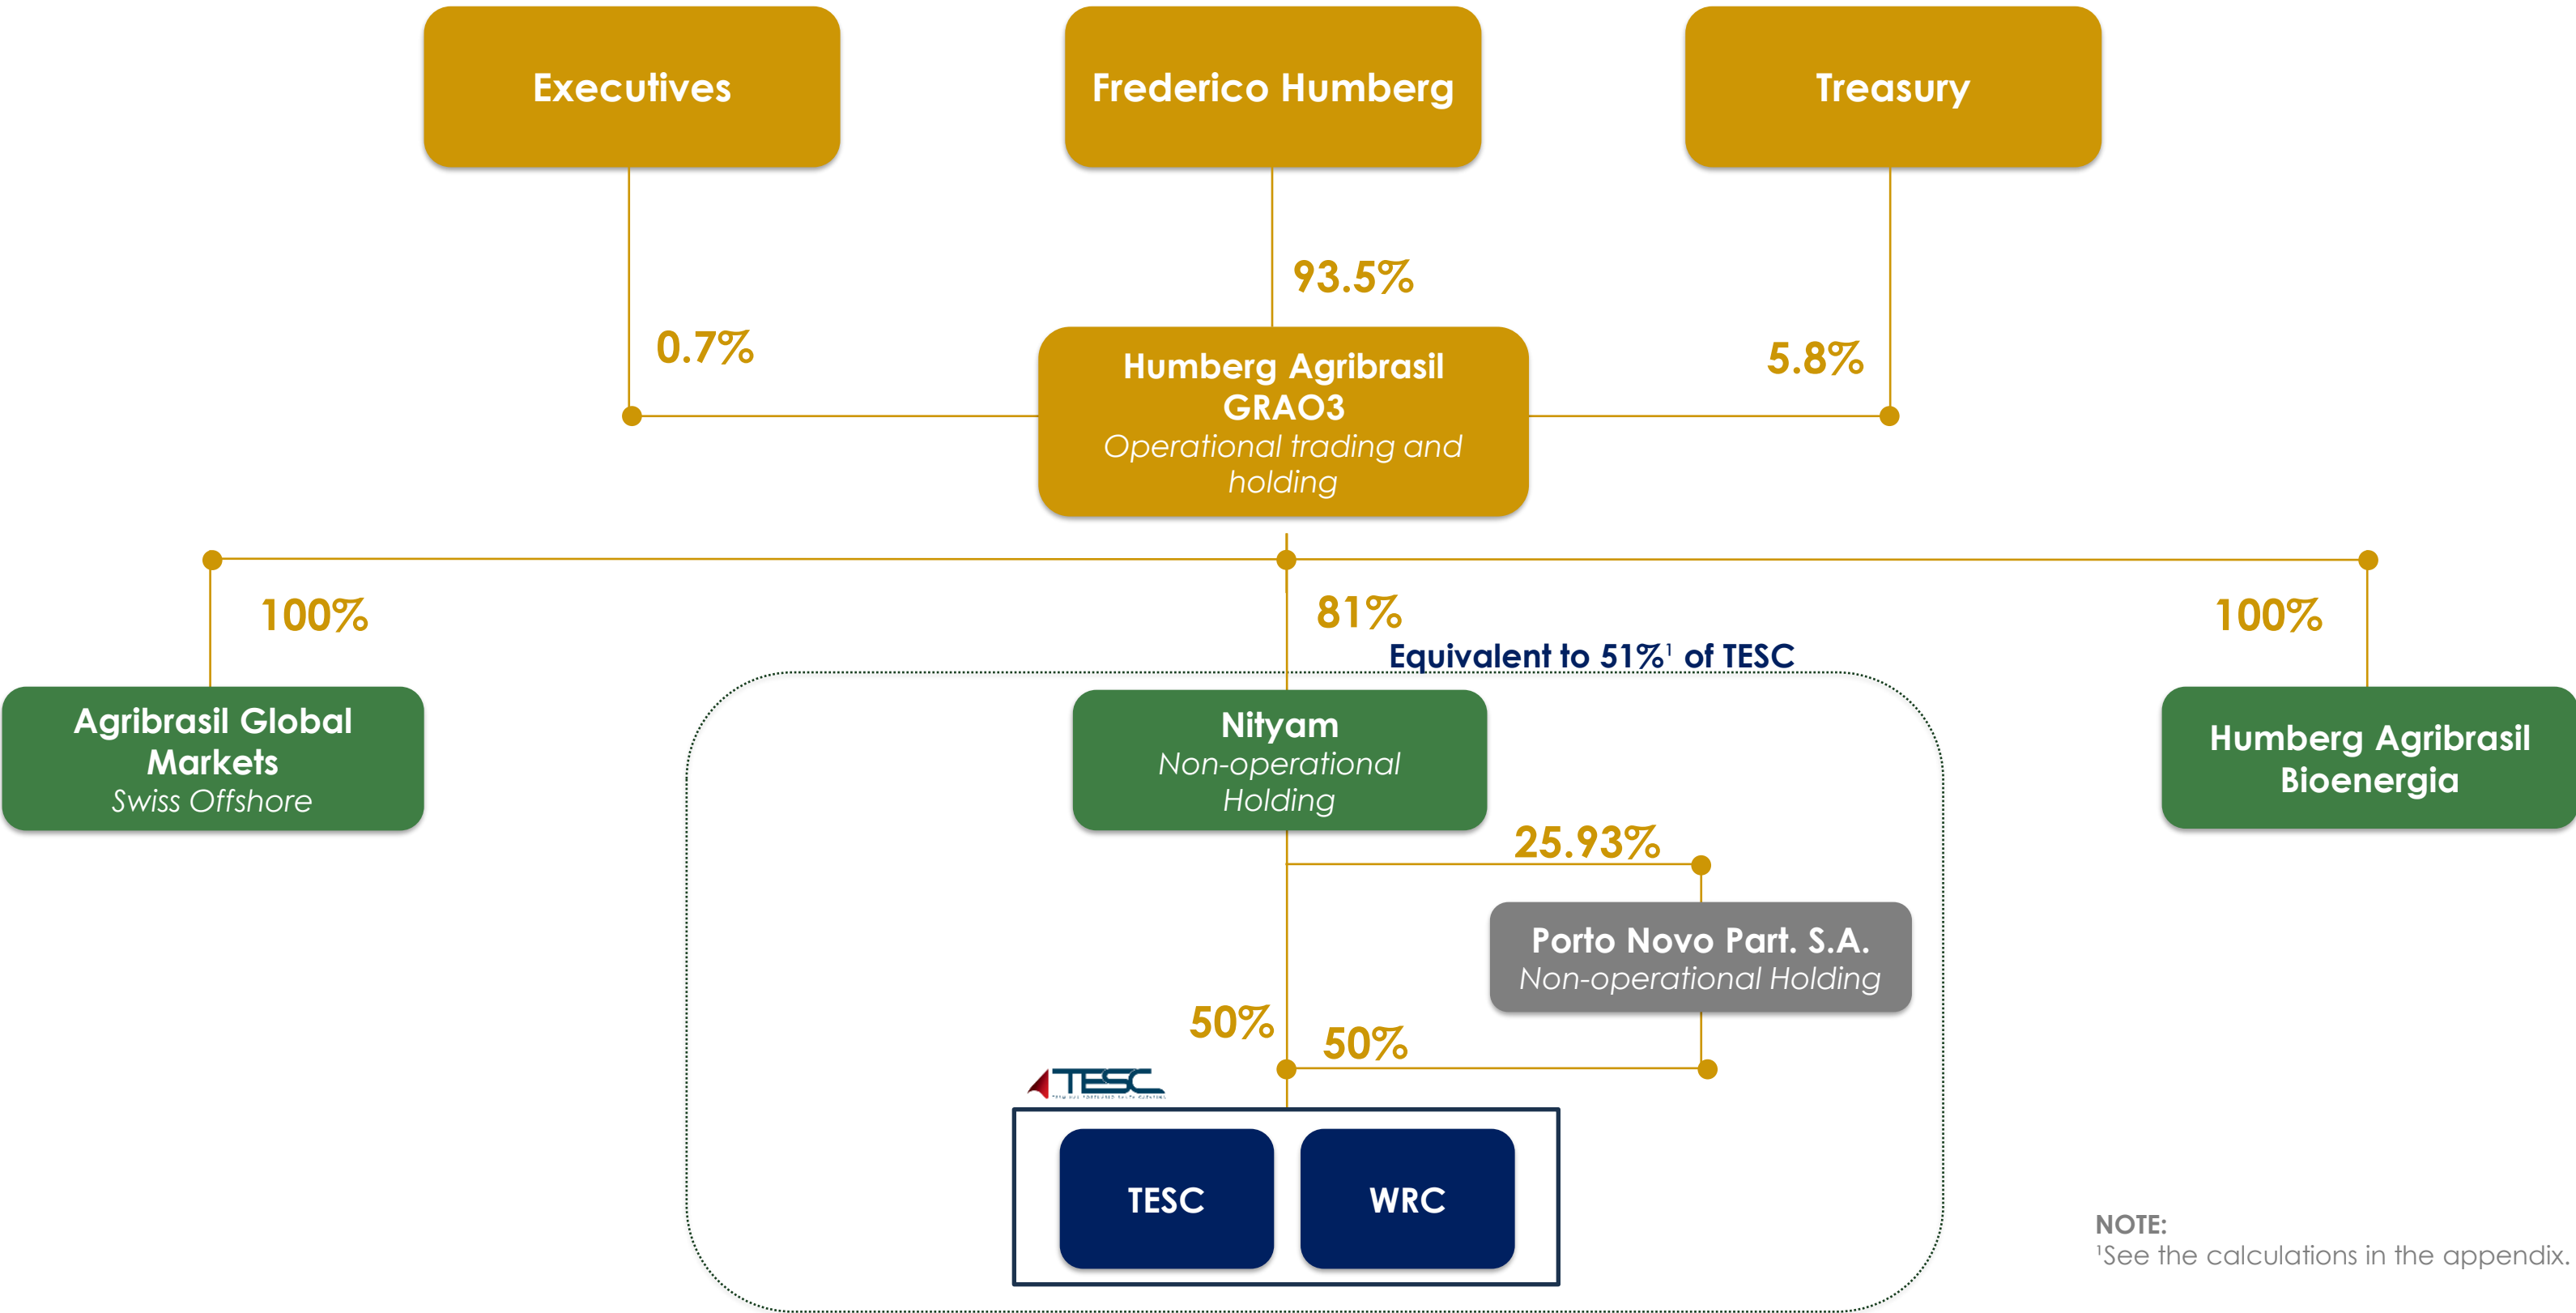 Executives
Frederico Humberg
Treasury
93.5%
0.7%
5.8%
Humberg Agribrasil
GRAO3
Operational trading and
holding
100%
81%
100%
Equivalent to 51%¹ of TESC
Agribrasil Global
Markets
Swiss Offshore
Nityam
Non-operational
Holding
Humberg Agribrasil
Bioenergia
25.93%
Porto Novo Part. S.A.
Non-operational Holding
50%
50%
TESC
TESC
WRC
NOTE:
¹See the calculations in the appendix.